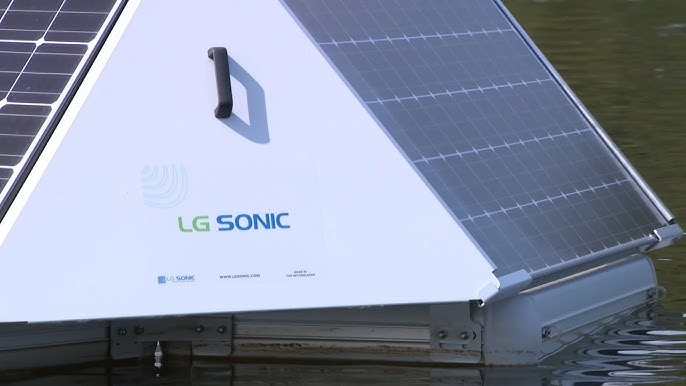 LG SONIC
LG SONIC
WWW.LGSONIC.COM
MADE IN
THE NETHERLANDS